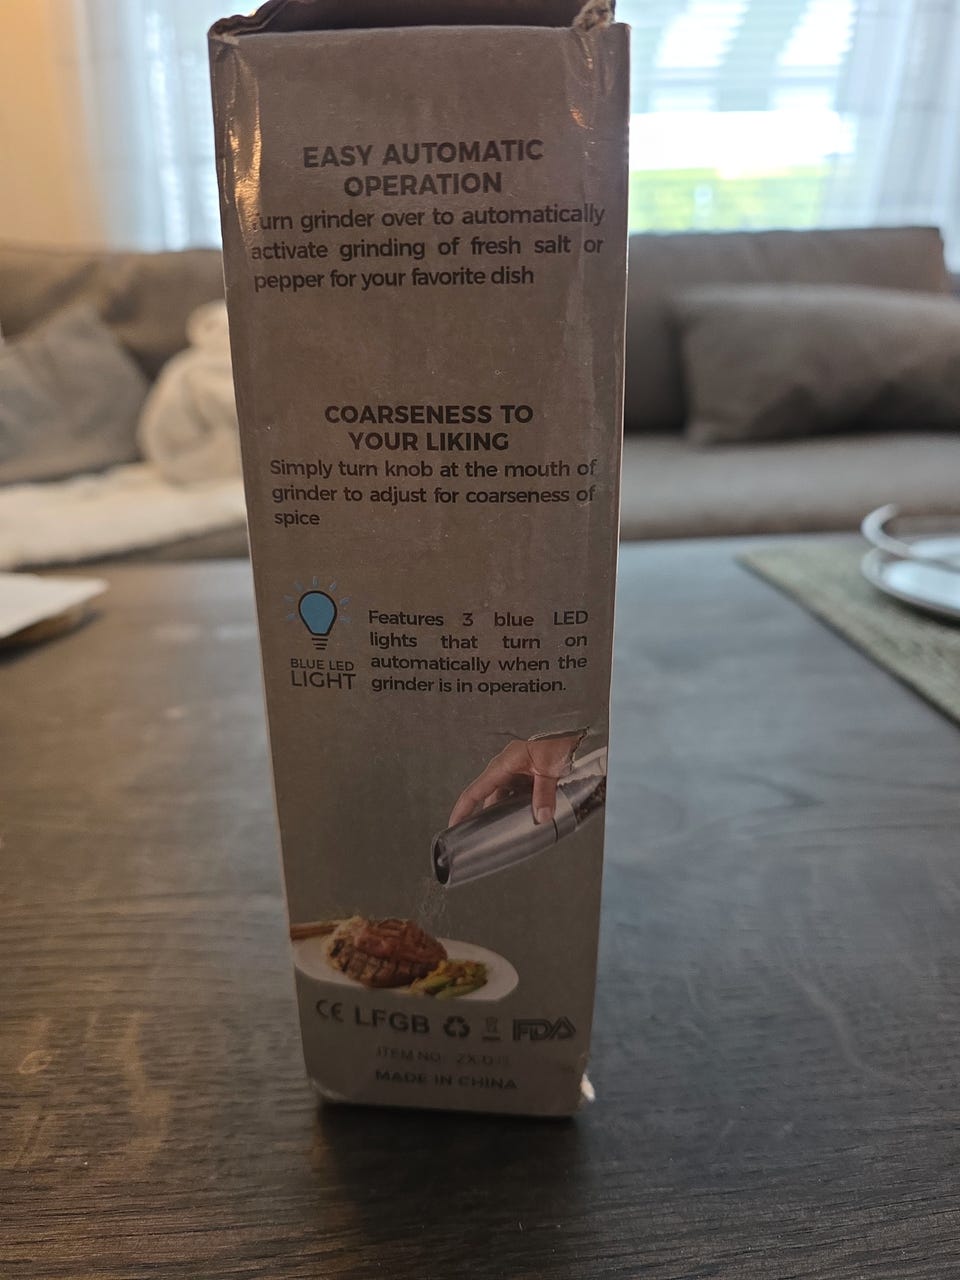 EASY AUTOMATIC
OPERATION
Turn grinder over to automatically
activate grinding of fresh salt or
pepper for your favorite dish
COARSENESS TO
YOUR LIKING
Simply turn knob at the mouth of
grinder to adjust for coarseness of
spice
Features 3 blue LED
lights that turn on
automatically when the
grinder is in operation.
BLUE LED
LIGHT
CE LFGB FDA
ITEM NO:
MADE IN CHINA